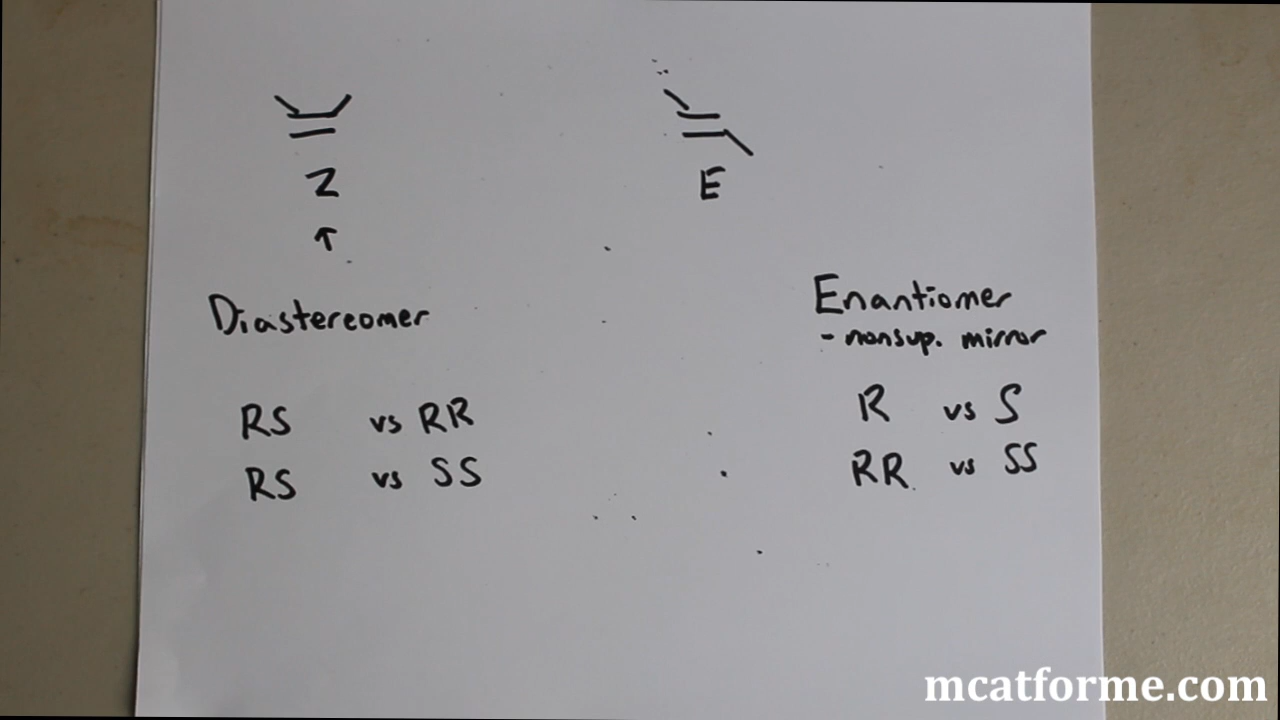 Z
E
↑
Diastereomer
Enantiomer
- nonsup. mirror
RS vs RR
RS vs SS
R vs S
RR vs SS
mcatforme.com